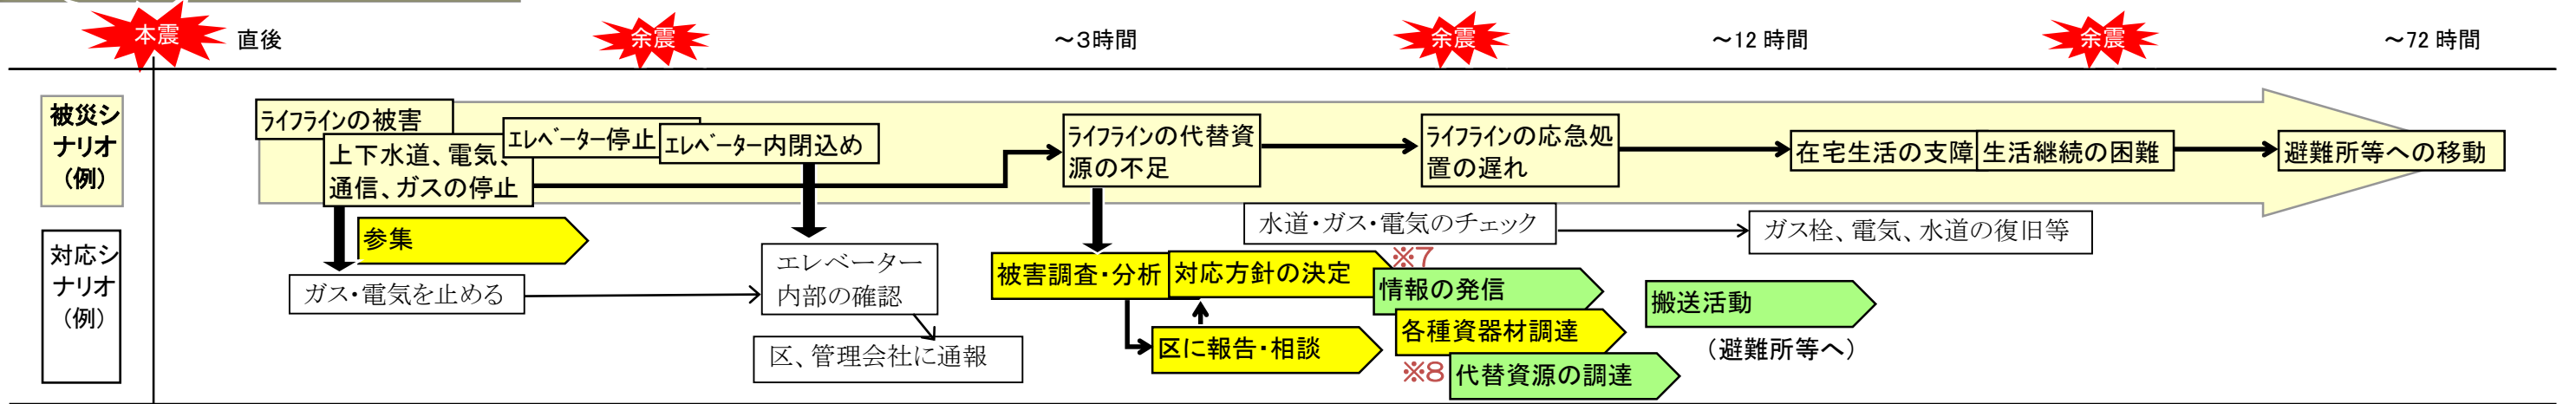 本震
直後
余震
～3時間
余震
～12 時間
余震
～72 時間
被災シ
ナリオ
（例）
ﾗｲﾌﾗｲﾝの被害
上下水道、電気、
通信、ガスの停止
ｴﾚﾍﾞｰﾀｰ停止
ｴﾚﾍﾞｰﾀｰ内閉込め
ﾗｲﾌﾗｲﾝの代替資
源の不足
ﾗｲﾌﾗｲﾝの応急処
置の遅れ
在宅生活の支障
生活継続の困難
避難所等への移動
対応シ
ナリオ
（例）
参集
ガス・電気を止める
エレベーター
内部の確認
区、管理会社に通報
被害調査・分析
対応方針の決定
区に報告・相談
水道・ガス・電気のチェック
ガス栓、電気、水道の復旧等
※7
情報の発信
各種資器材調達
※8
代替資源の調達
搬送活動
（避難所等へ）